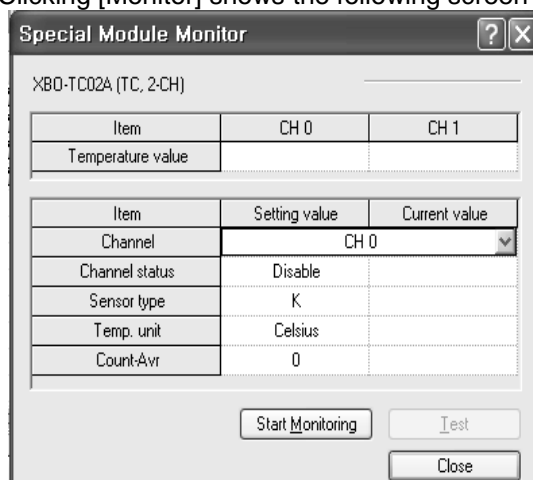 Clicking [Monitor] shows the following screen
Special Module Monitor
XBO-TC02A (TC, 2-CH)
Item CH 0 CH 1
Temperature value
Item Setting value Current value
Channel CH 0
Channel status Disable
Sensor type K
Temp. unit Celsius
Count-Avr 0
Start Monitoring Test
Close